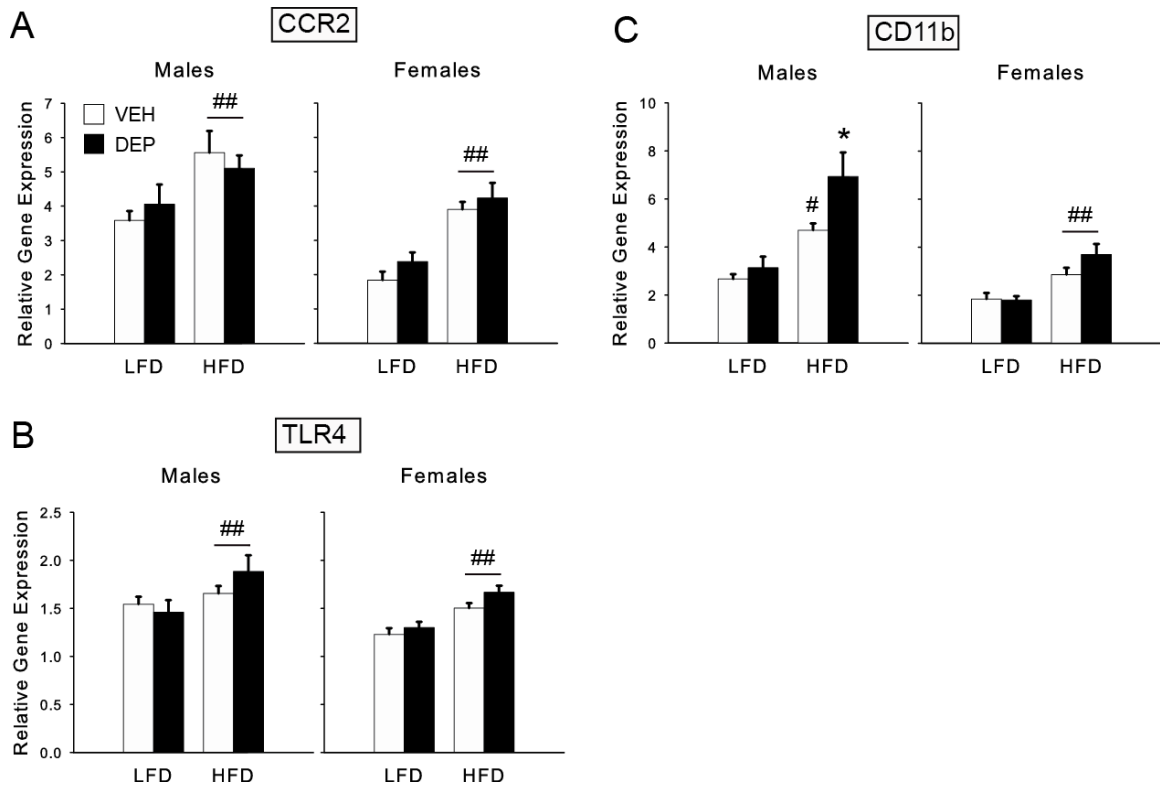 A
CCR2
Males
Females
Relative Gene Expression
7
6
5
4
3
2
1
0
VEH
DEP
##
##
LFD
HFD
LFD
HFD
C
CD11b
Males
Females
Relative Gene Expression
10
8
6
4
2
0
#
*
##
LFD
HFD
LFD
HFD
B
TLR4
Males
Females
Relative Gene Expression
2.5
2.0
1.5
1.0
0.5
0.0
##
##
LFD
HFD
LFD
HFD